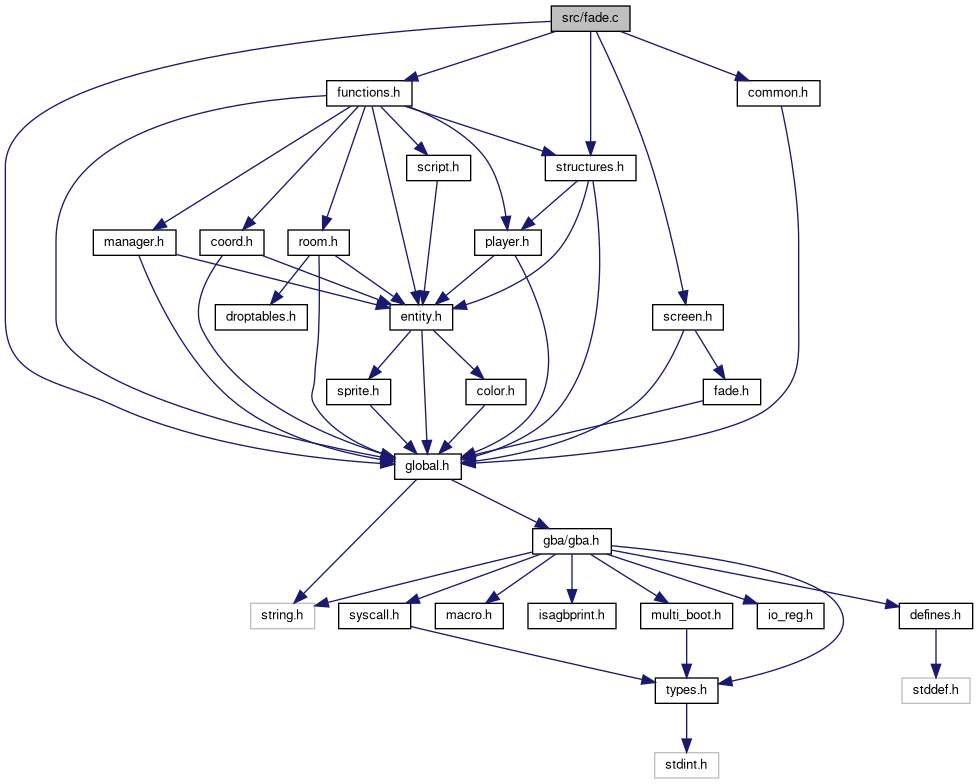 src/fade.c
functions.h
common.h
script.h
structures.h
manager.h
coord.h
room.h
player.h
droptables.h
entity.h
screen.h
sprite.h
color.h
fade.h
global.h
gba/gba.h
string.h
syscall.h
macro.h
isagbprint.h
multi_boot.h
io_reg.h
defines.h
types.h
stddef.h
stdint.h